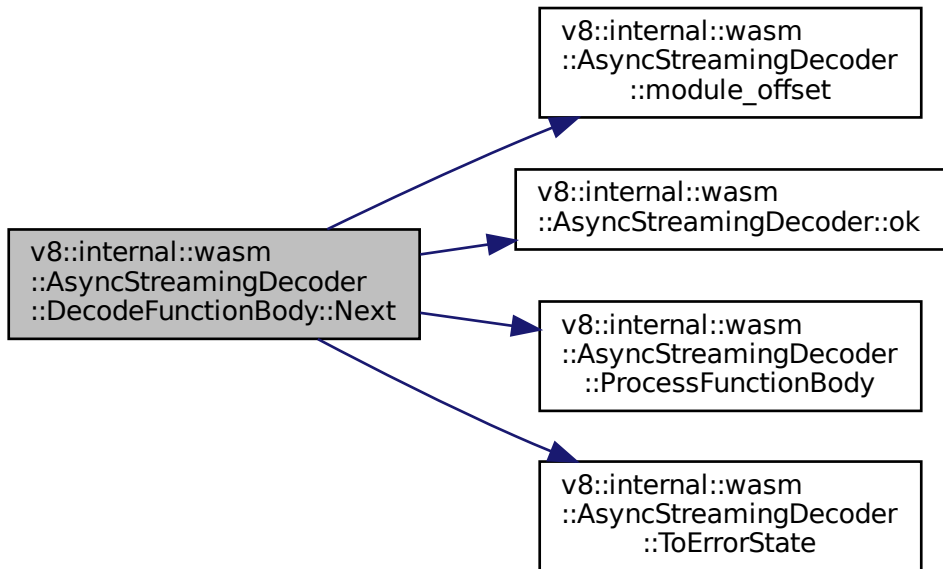 v8::internal::wasm
::AsyncStreamingDecoder
::module_offset
v8::internal::wasm
::AsyncStreamingDecoder::ok
v8::internal::wasm
::AsyncStreamingDecoder
::DecodeFunctionBody::Next
v8::internal::wasm
::AsyncStreamingDecoder
::ProcessFunctionBody
v8::internal::wasm
::AsyncStreamingDecoder
::ToErrorState